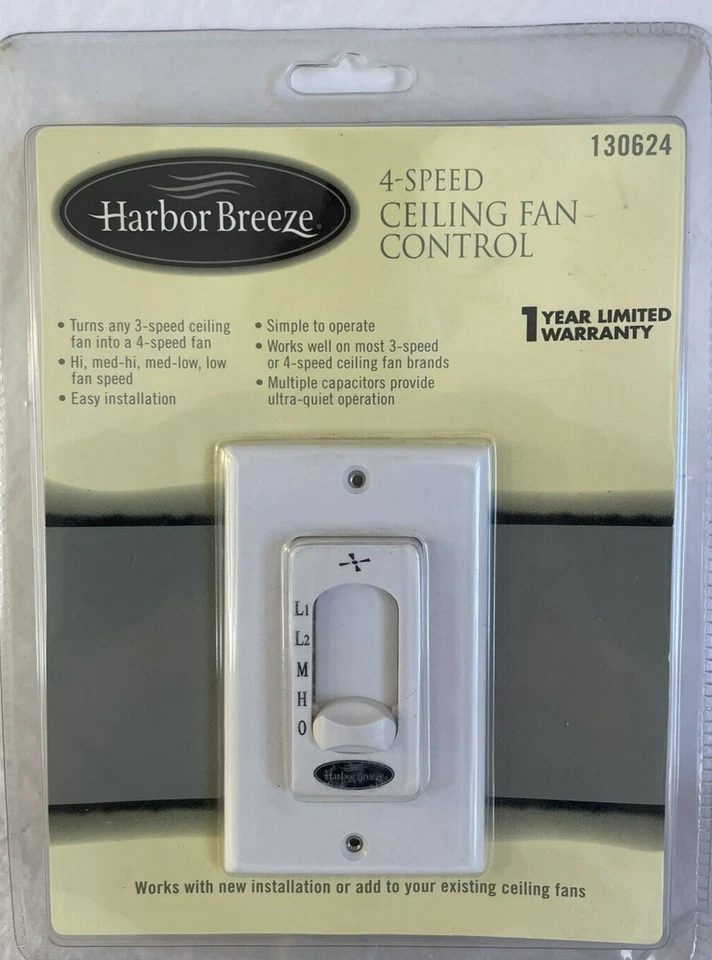 130624
Harbor Breeze®
4-SPEED
CEILING FAN
CONTROL
• Turns any 3-speed ceiling
fan into a 4-speed fan
• Hi, med-hi, med-low, low
fan speed
• Easy installation
• Simple to operate
• Works well on most 3-speed
or 4-speed ceiling fan brands
• Multiple capacitors provide
ultra-quiet operation
1 YEAR LIMITED
WARRANTY
L1
L2
M
H
O
Harbor Breeze
Works with new installation or add to your existing ceiling fans